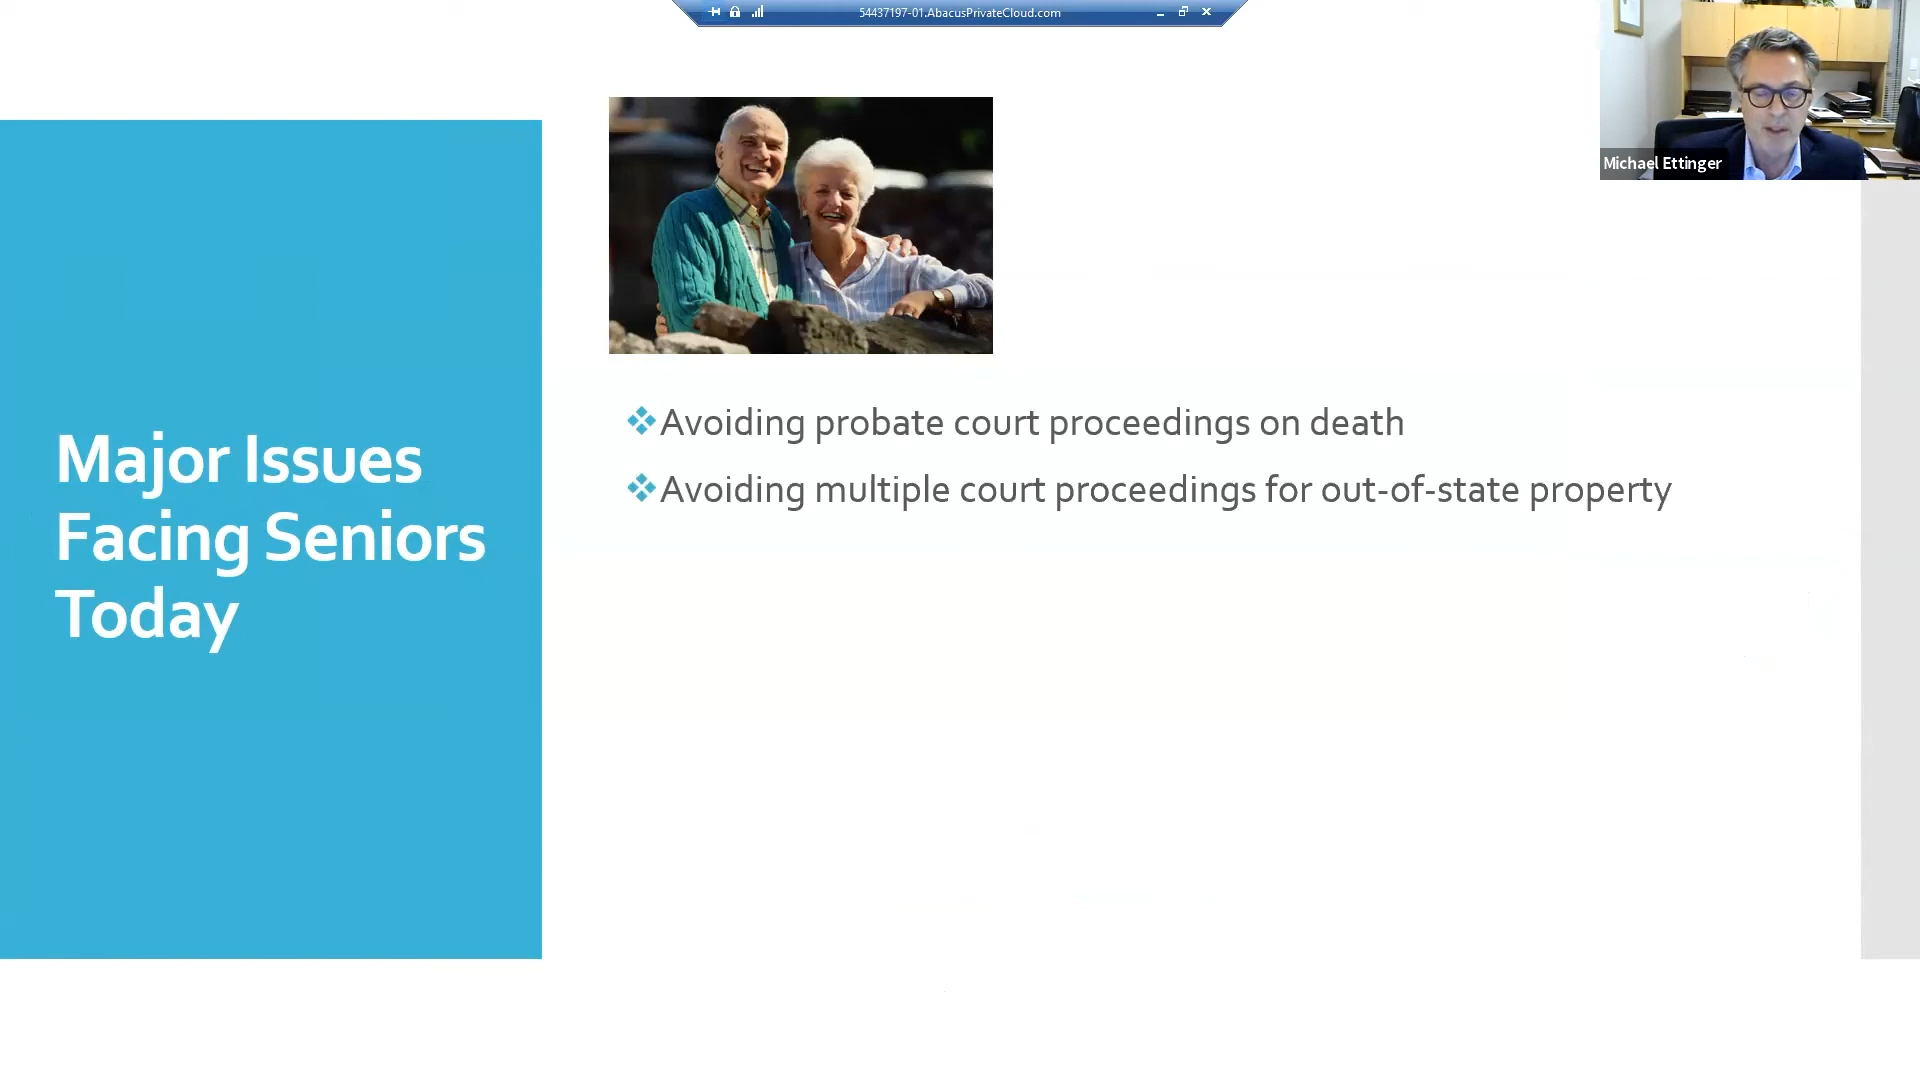 54437197-01.AbacusPrivateCloud.com
Michael Ettinger
Major Issues
Facing Seniors
Today
Avoiding probate court proceedings on death
Avoiding multiple court proceedings for out-of-state property